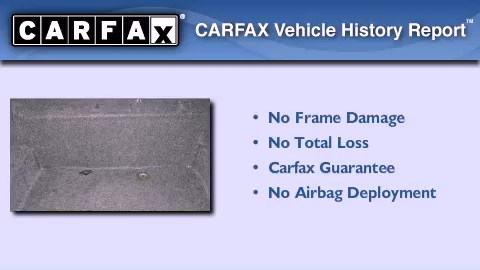 CARFAX® CARFAX Vehicle History Report™
• No Frame Damage
• No Total Loss
• Carfax Guarantee
• No Airbag Deployment